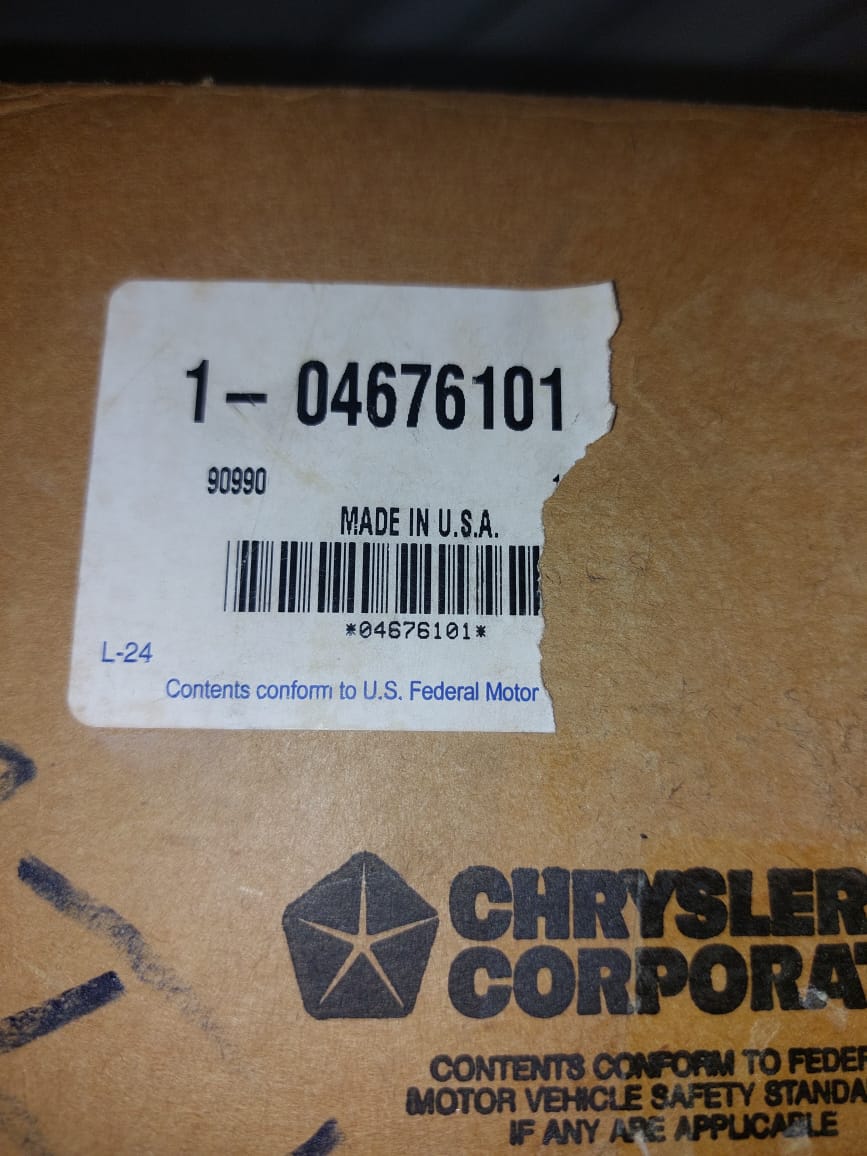 1- 04676101
90990
MADE IN U.S.A.
*04676101*
L-24
Contents conform to U.S. Federal Motor
CHRYSLER
CORPORAT
CONTENTS CONFORM TO FEDER
MOTOR VEHICLE SAFETY STANDA
IF ANY ARE APPLICABLE